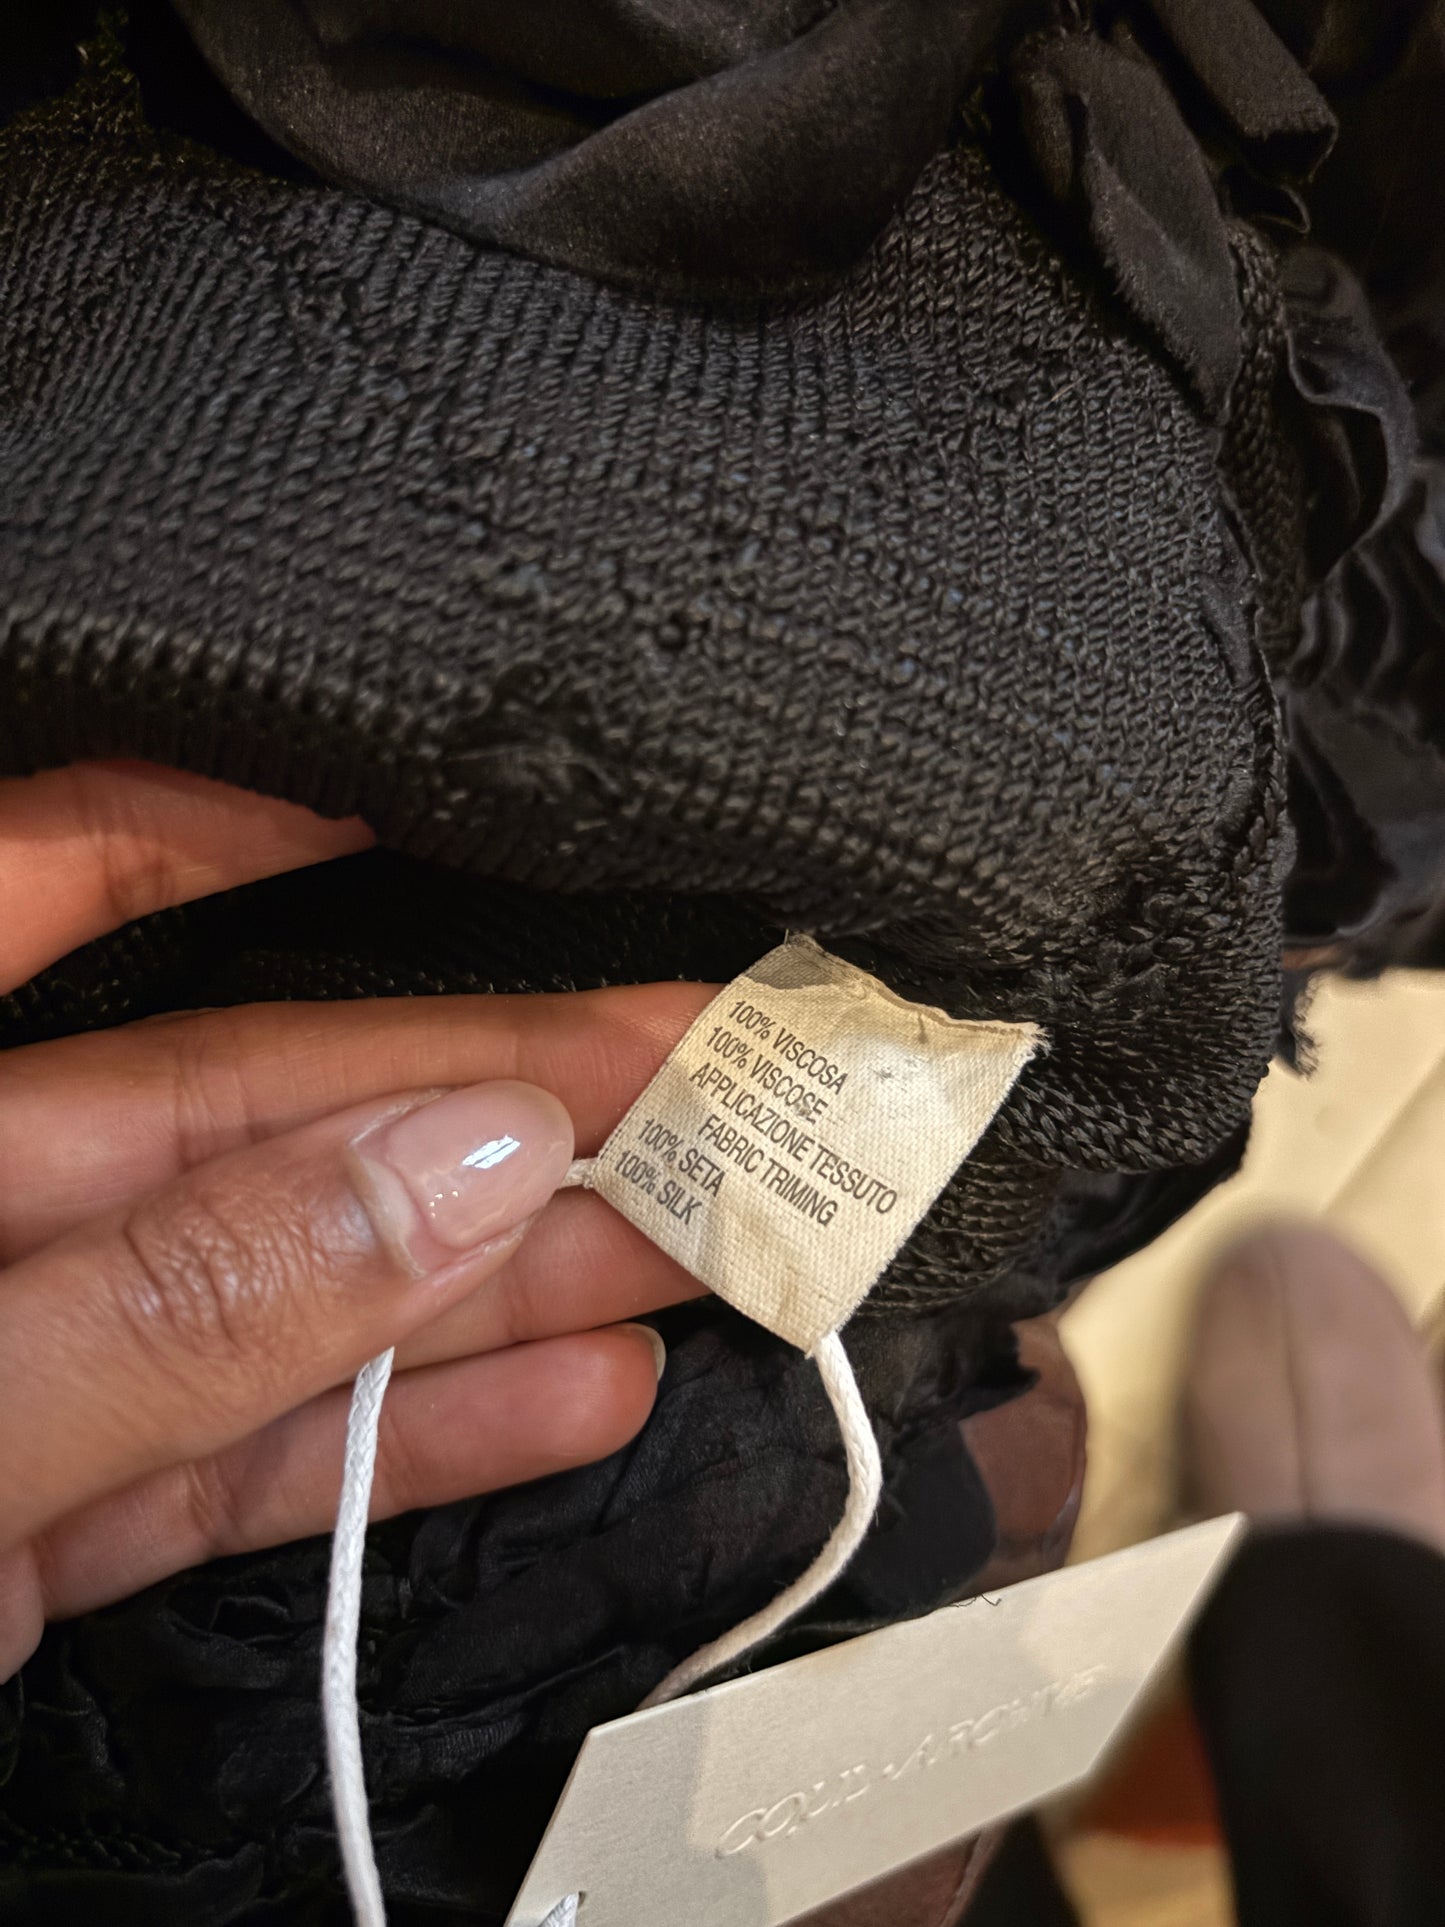 100% VISCOSA
100% VISCOSE
APPLICAZIONE TESSUTO
FABRIC TRIMING
100% SETA
100% SILK